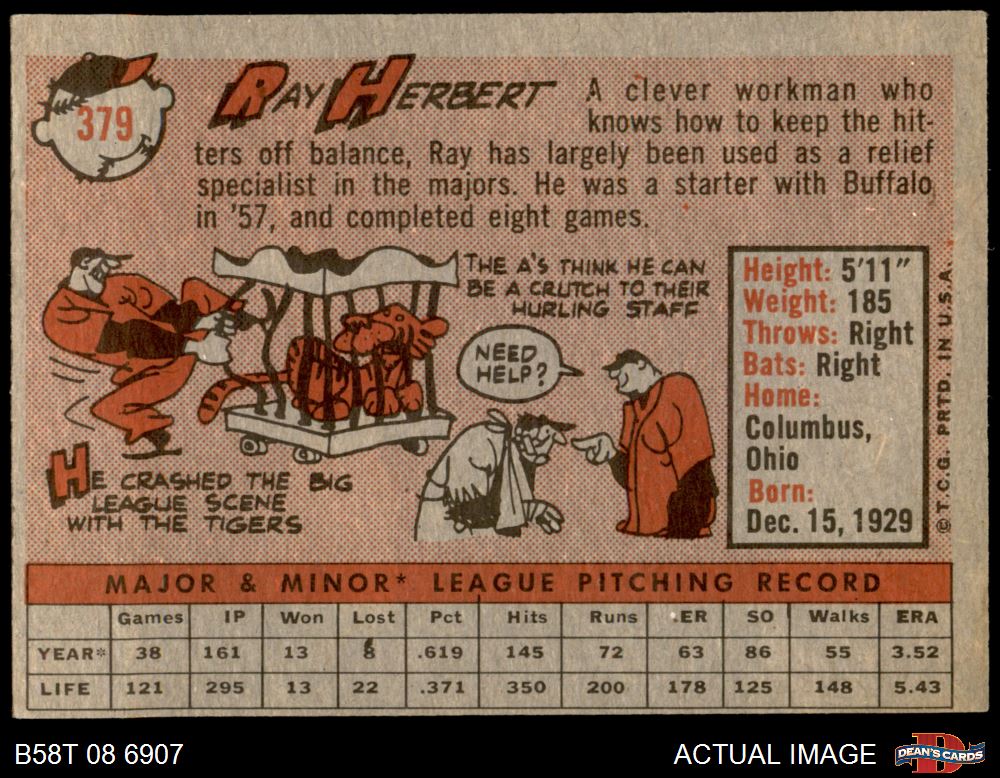 379
RAY HERBERT
A clever workman who
knows how to keep the hit-
ters off balance, Ray has largely been used as a relief
specialist in the majors. He was a starter with Buffalo
in '57, and completed eight games.
THE A'S THINK HE CAN
BE A CRUTCH TO THEIR
HURLING STAFF
NEED
HELP?
HE CRASHED THE BIG
LEAGUE SCENE
WITH THE TIGERS
Height: 5'11"
Weight: 185
Throws: Right
Bats: Right
Home:
Columbus,
Ohio
Born:
Dec. 15, 1929
© T.C.G. PRTD. IN U.S.A.
MAJOR & MINOR* LEAGUE PITCHING RECORD
Games IP Won Lost Pct Hits Runs ER SO Walks ERA
YEAR* 38 161 13 8 .619 145 72 63 86 55 3.52
LIFE 121 295 13 22 .371 350 200 178 125 148 5.43
B58T 08 6907
ACTUAL IMAGE
DEAN'S CARDS